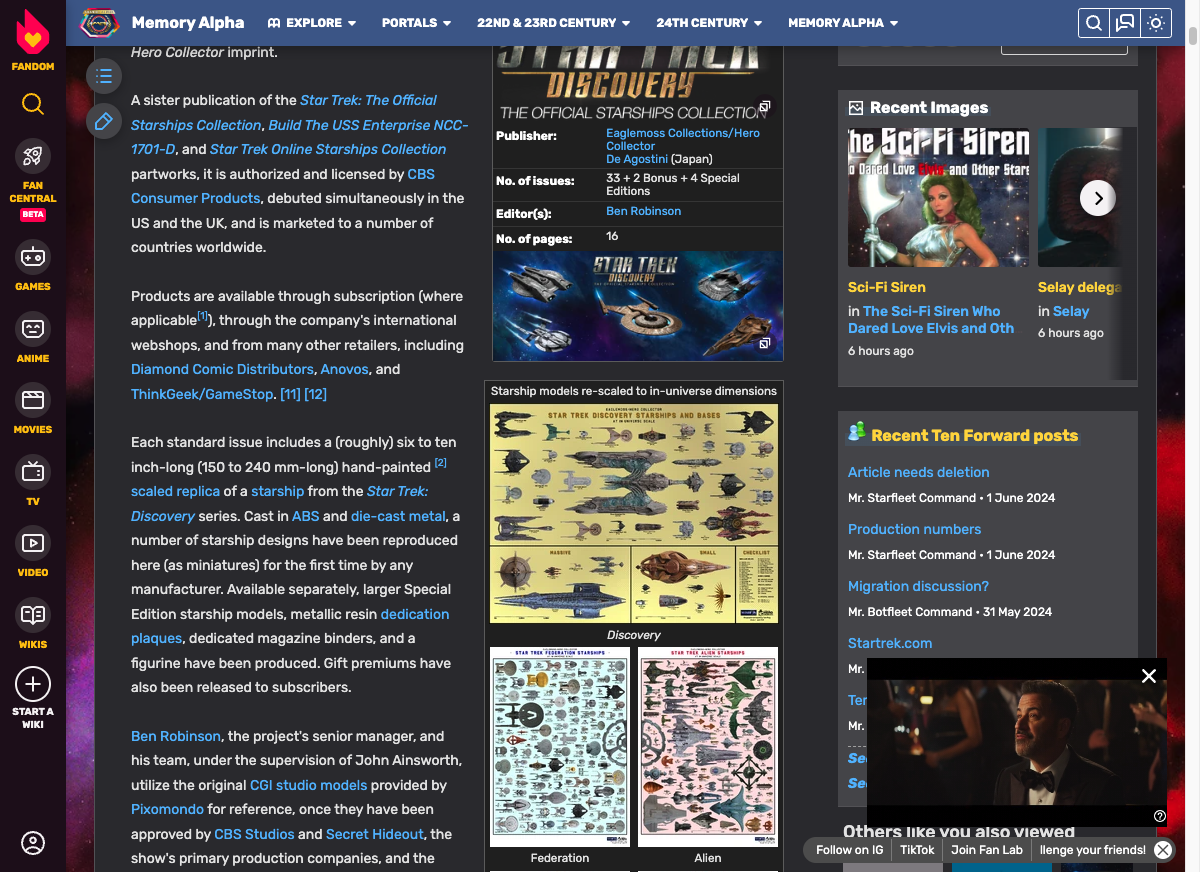 FANDOM
FAN
CENTRAL
BETA
GAMES
ANIME
MOVIES
TV
VIDEO
WIKIS
START A
WIKI
Memory Alpha
EXPLORE
PORTALS
22ND & 23RD CENTURY
24TH CENTURY
MEMORY ALPHA
Hero Collector imprint.
A sister publication of the Star Trek: The Official
Starships Collection, Build The USS Enterprise NCC-
1701-D, and Star Trek Online Starships Collection
partworks, it is authorized and licensed by CBS
Consumer Products, debuted simultaneously in the
US and the UK, and is marketed to a number of
countries worldwide.
Products are available through subscription (where
applicable[1]), through the company's international
webshops, and from many other retailers, including
Diamond Comic Distributors, Anovos, and
ThinkGeek/GameStop. [11] [12]
Each standard issue includes a (roughly) six to ten
inch-long (150 to 240 mm-long) hand-painted [2]
scaled replica of a starship from the Star Trek:
Discovery series. Cast in ABS and die-cast metal, a
number of starship designs have been reproduced
here (as miniatures) for the first time by any
manufacturer. Available separately, larger Special
Edition starship models, metallic resin dedication
plaques, dedicated magazine binders, and a
figurine have been produced. Gift premiums have
also been released to subscribers.
Ben Robinson, the project's senior manager, and
his team, under the supervision of John Ainsworth,
utilize the original CGI studio models provided by
Pixomondo for reference, once they have been
approved by CBS Studios and Secret Hideout, the
show's primary production companies, and the
STAR TREK
DISCOVERY
THE OFFICIAL STARSHIPS COLLECTION
Publisher:
Eaglemoss Collections/Hero
Collector
De Agostini (Japan)
No. of issues:
33 + 2 Bonus + 4 Special
Editions
Editor(s):
Ben Robinson
No. of pages:
16
STAR TREK
DISCOVERY
THE OFFICIAL STARSHIPS COLLECTION
Starship models re-scaled to in-universe dimensions
EAGLEMOSS/HERO COLLECTOR
STAR TREK DISCOVERY STARSHIPS AND BASES
AT IN UNIVERSE SCALE
MASSIVE
SMALL
CHECKLIST
Discovery
STAR TREK FEDERATION STARSHIPS
STAR TREK ALIEN STARSHIPS
Federation
Alien
Recent Images
The Sci-Fi Siren
o Dared Love Elvis and Other Stars
Sci-Fi Siren
in The Sci-Fi Siren Who
Dared Love Elvis and Oth
6 hours ago
Selay delega
in Selay
6 hours ago
Recent Ten Forward posts
Article needs deletion
Mr. Starfleet Command • 1 June 2024
Production numbers
Mr. Starfleet Command • 1 June 2024
Migration discussion?
Mr. Botfleet Command • 31 May 2024
Startrek.com
Mr.
Ter
Mr.
See
See
Others like you also viewed
Follow on IG
TikTok
Join Fan Lab
llenge your friends!